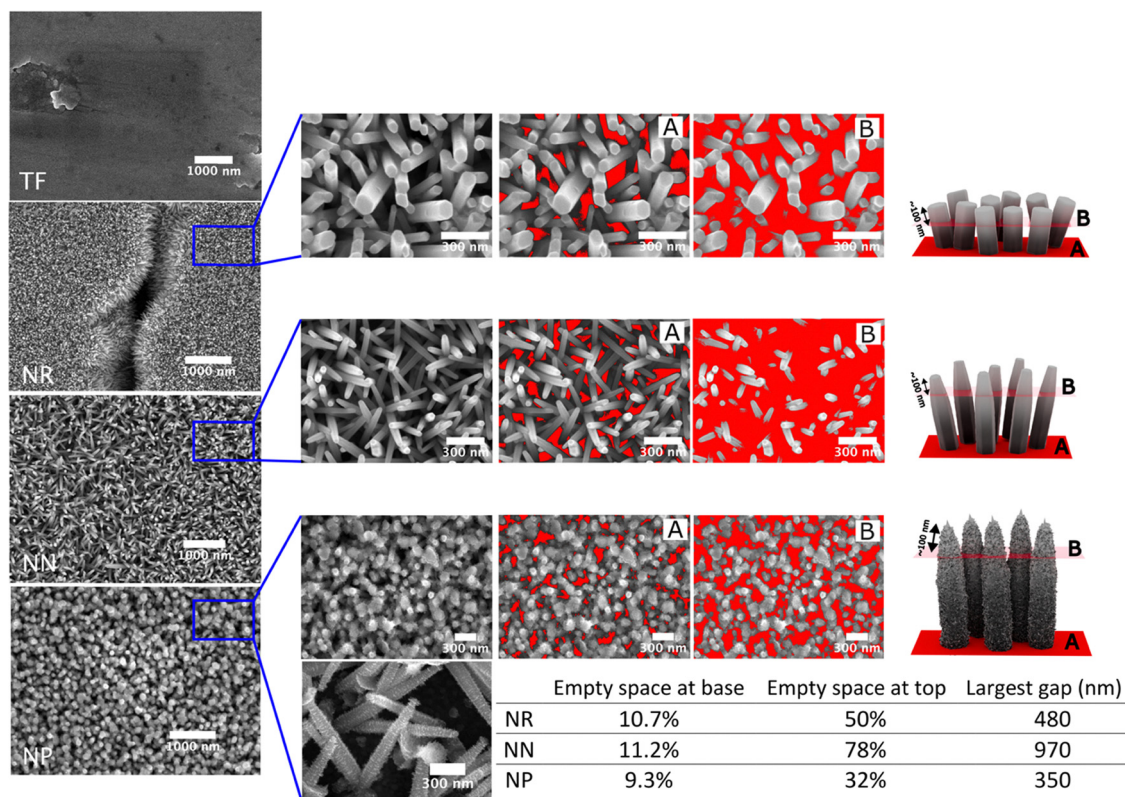 TF
1000 nm
NR
1000 nm
NN
1000 nm
NP
1000 nm
300 nm
A
300 nm
B
300 nm
~100 nm
B
A
300 nm
A
300 nm
B
300 nm
~100 nm
B
A
300 nm
A
300 nm
B
300 nm
~100 nm
B
A
300 nm
Empty space at base Empty space at top Largest gap (nm)
NR 10.7% 50% 480
NN 11.2% 78% 970
NP 9.3% 32% 350